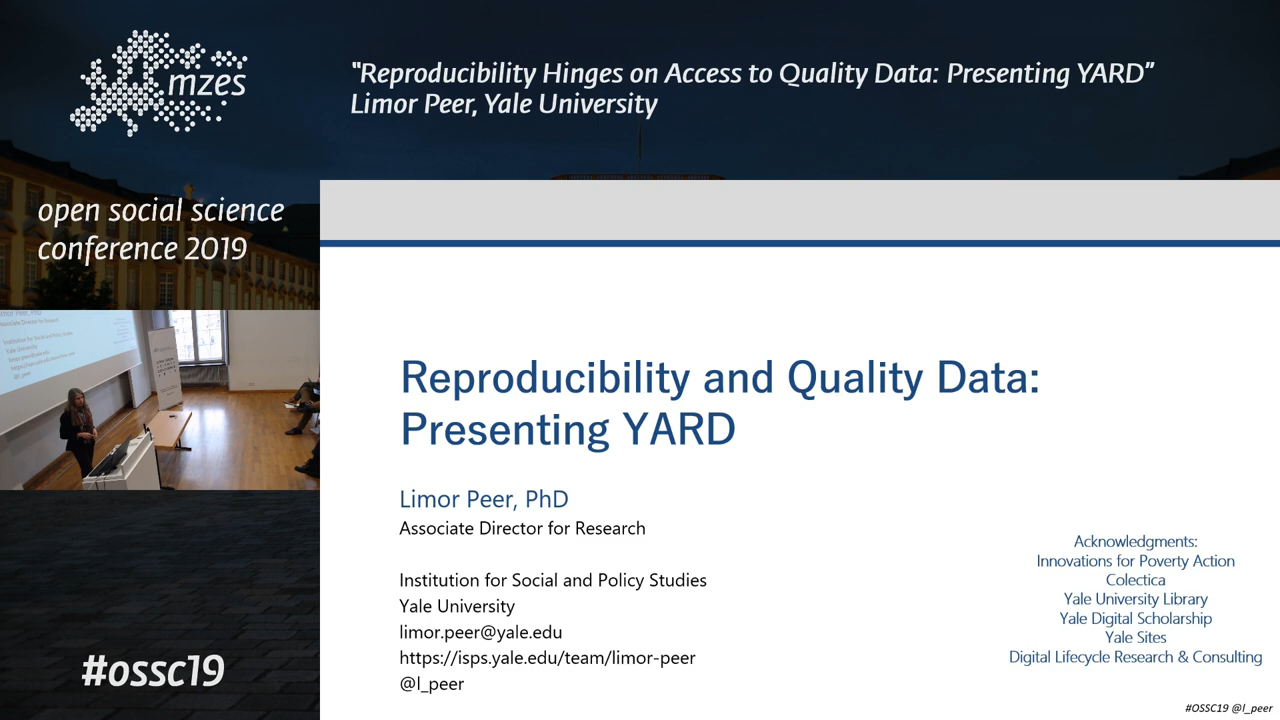 mzes
"Reproducibility Hinges on Access to Quality Data: Presenting YARD"
Limor Peer, Yale University
open social science
conference 2019
Reproducibility and Quality Data:
Presenting YARD
Limor Peer, PhD
Associate Director for Research
Institution for Social and Policy Studies
Yale University
limor.peer@yale.edu
https://isps.yale.edu/team/limor-peer
@l_peer
Acknowledgments:
Innovations for Poverty Action
Colectica
Yale University Library
Yale Digital Scholarship
Yale Sites
Digital Lifecycle Research & Consulting
#ossc19
#OSSC19 @l_peer